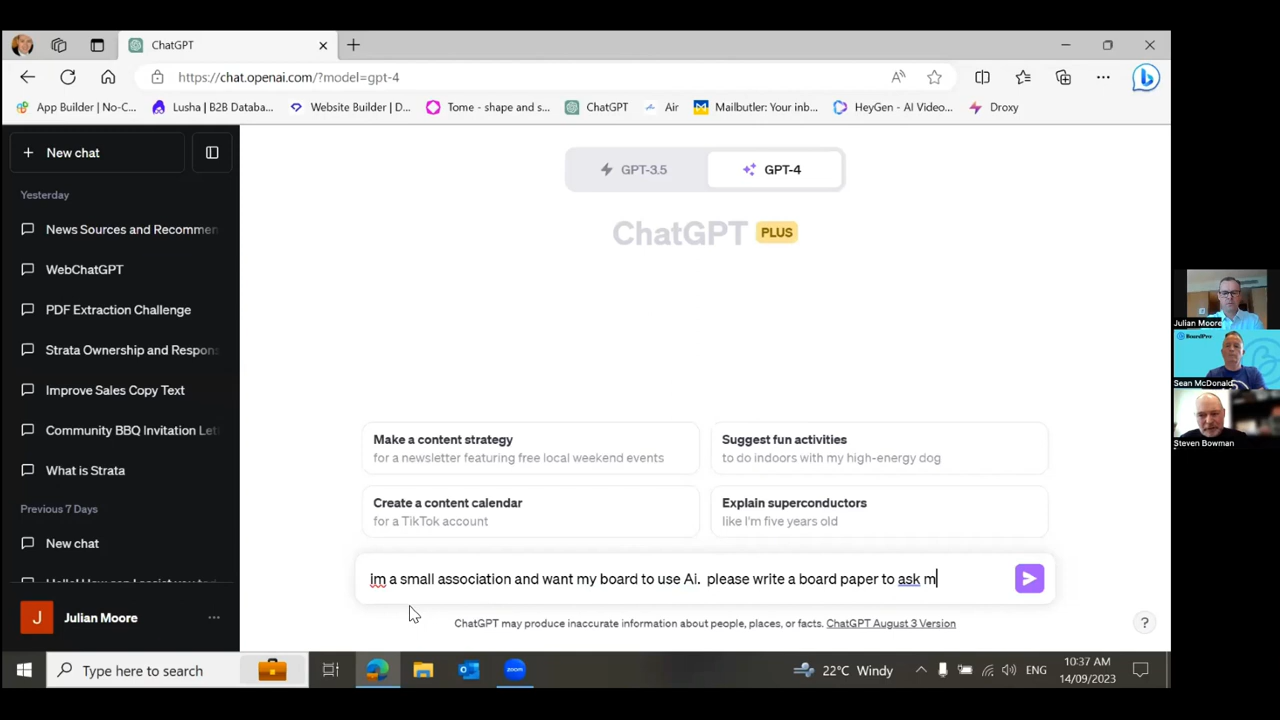 ChatGPT
https://chat.openai.com/?model=gpt-4
App Builder | No-C...
Lusha | B2B Databa...
Website Builder | D...
Tome - shape and s...
ChatGPT
Air
Mailbutler: Your inb...
HeyGen - AI Video...
Droxy
New chat
Yesterday
News Sources and Recommen
WebChatGPT
PDF Extraction Challenge
Strata Ownership and Respons
Improve Sales Copy Text
Community BBQ Invitation Let
What is Strata
Previous 7 Days
New chat
J
Julian Moore
GPT-3.5
GPT-4
ChatGPT
PLUS
Make a content strategy
for a newsletter featuring free local weekend events
Suggest fun activities
to do indoors with my high-energy dog
Create a content calendar
for a TikTok account
Explain superconductors
like I'm five years old
im a small association and want my board to use Ai.  please write a board paper to ask m
ChatGPT may produce inaccurate information about people, places, or facts. ChatGPT August 3 Version
?
Julian Moore
BoardPro
Sean McDonald
Steven Bowman
Type here to search
zoom
22°C Windy
ENG
10:37 AM
14/09/2023